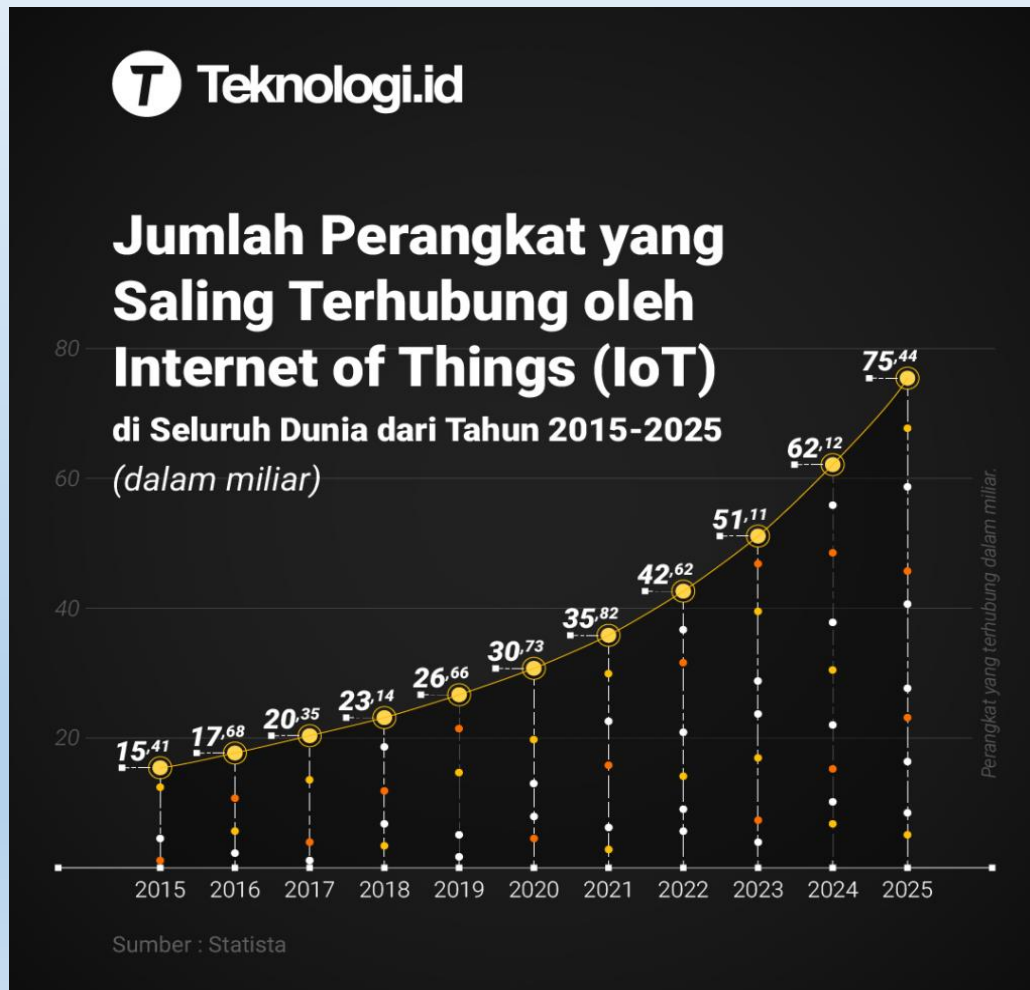 Teknologi.id
Jumlah Perangkat yang
Saling Terhubung oleh
Internet of Things (IoT)
di Seluruh Dunia dari Tahun 2015-2025
(dalam miliar)
80
60
40
20
15,41
17,68
20,35
23,14
26,66
30,73
35,82
42,62
51,11
62,12
75,44
Perangkat yang terhubung dalam miliar.
2015 2016 2017 2018 2019 2020 2021 2022 2023 2024 2025
Sumber : Statista